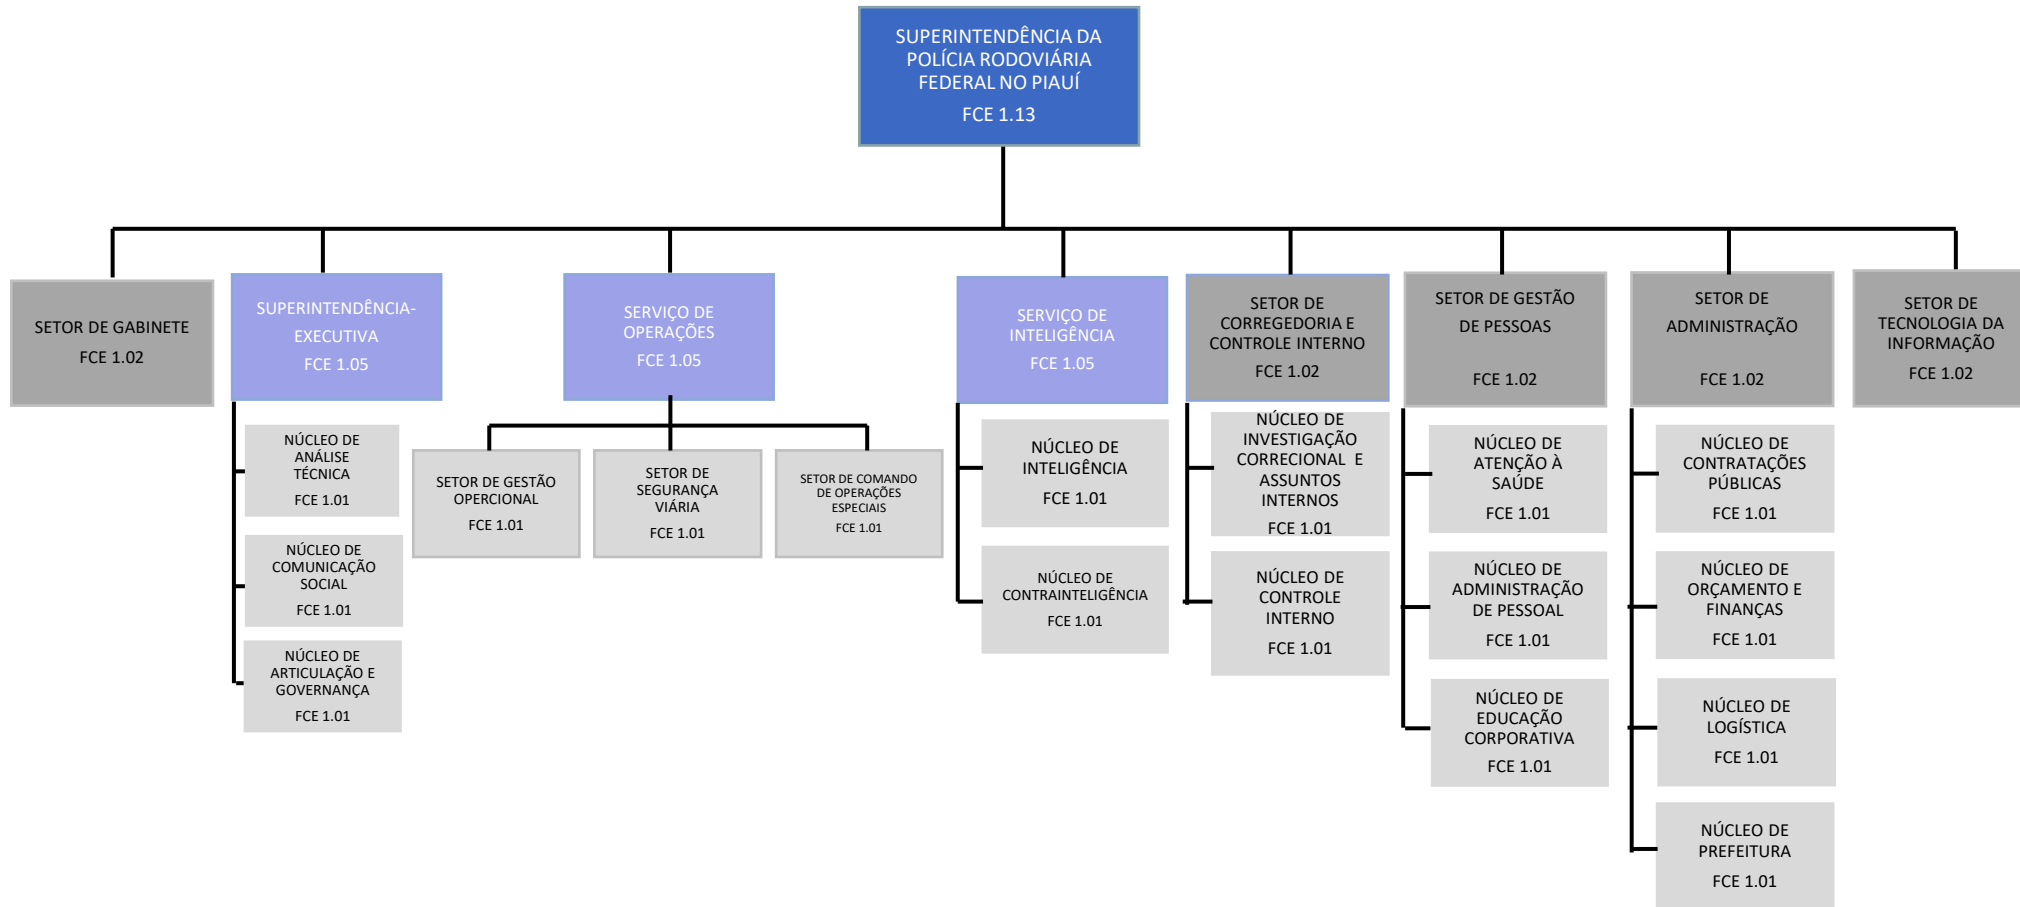 SUPERINTENDÊNCIA DA
POLÍCIA RODOVIÁRIA
FEDERAL NO PIAUÍ
FCE 1.13
SETOR DE GABINETE
FCE 1.02
SUPERINTENDÊNCIA-
EXECUTIVA
FCE 1.05
SERVIÇO DE
OPERAÇÕES
FCE 1.05
SERVIÇO DE
INTELIGÊNCIA
FCE 1.05
SETOR DE
CORREGEDORIA E
CONTROLE INTERNO
FCE 1.02
SETOR DE GESTÃO
DE PESSOAS
FCE 1.02
SETOR DE
ADMINISTRAÇÃO
FCE 1.02
SETOR DE
TECNOLOGIA DA
INFORMAÇÃO
FCE 1.02
NÚCLEO DE
ANÁLISE
TÉCNICA
FCE 1.01
NÚCLEO DE
COMUNICAÇÃO
SOCIAL
FCE 1.01
NÚCLEO DE
ARTICULAÇÃO E
GOVERNANÇA
FCE 1.01
SETOR DE GESTÃO
OPERCIONAL
FCE 1.01
SETOR DE
SEGURANÇA
VIÁRIA
FCE 1.01
SETOR DE COMANDO
DE OPERAÇÕES
ESPECIAIS
FCE 1.01
NÚCLEO DE
INTELIGÊNCIA
FCE 1.01
NÚCLEO DE
CONTRAINTELIGÊNCIA
FCE 1.01
NÚCLEO DE
INVESTIGAÇÃO
CORRECIONAL E
ASSUNTOS
INTERNOS
FCE 1.01
NÚCLEO DE
CONTROLE
INTERNO
FCE 1.01
NÚCLEO DE
ATENÇÃO À
SAÚDE
FCE 1.01
NÚCLEO DE
ADMINISTRAÇÃO
DE PESSOAL
FCE 1.01
NÚCLEO DE
EDUCAÇÃO
CORPORATIVA
FCE 1.01
NÚCLEO DE
CONTRATAÇÕES
PÚBLICAS
FCE 1.01
NÚCLEO DE
ORÇAMENTO E
FINANÇAS
FCE 1.01
NÚCLEO DE
LOGÍSTICA
FCE 1.01
NÚCLEO DE
PREFEITURA
FCE 1.01